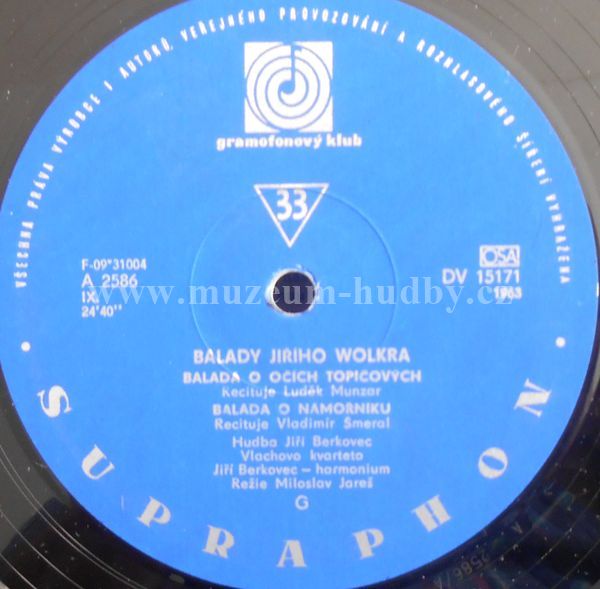 VŠECHNA PRÁVA VÝROBCE I AUTORŮ, VEŘEJNÉHO PROVOZOVÁNÍ A ROZHLASOVÉHO ŠÍŘENÍ VYHRAŽENA
gramofonový klub
33
F-09*31004
A 2586
IX.
24'40"
OSA
DV 15171
1963
www.muzeum-hudby.cz
BALADY JIŘÍHO WOLKRA
BALADA O OČÍCH TOPIČOVÝCH
Recituje Luděk Munzar
BALADA O NÁMOŘNÍKU
Recituje Vladimír Šmeral
Hudba Jiří Berkovec
Vlachovo kvarteto
Jiří Berkovec – harmonium
Režie Miloslav Jareš
G
• SUPRAPHON •